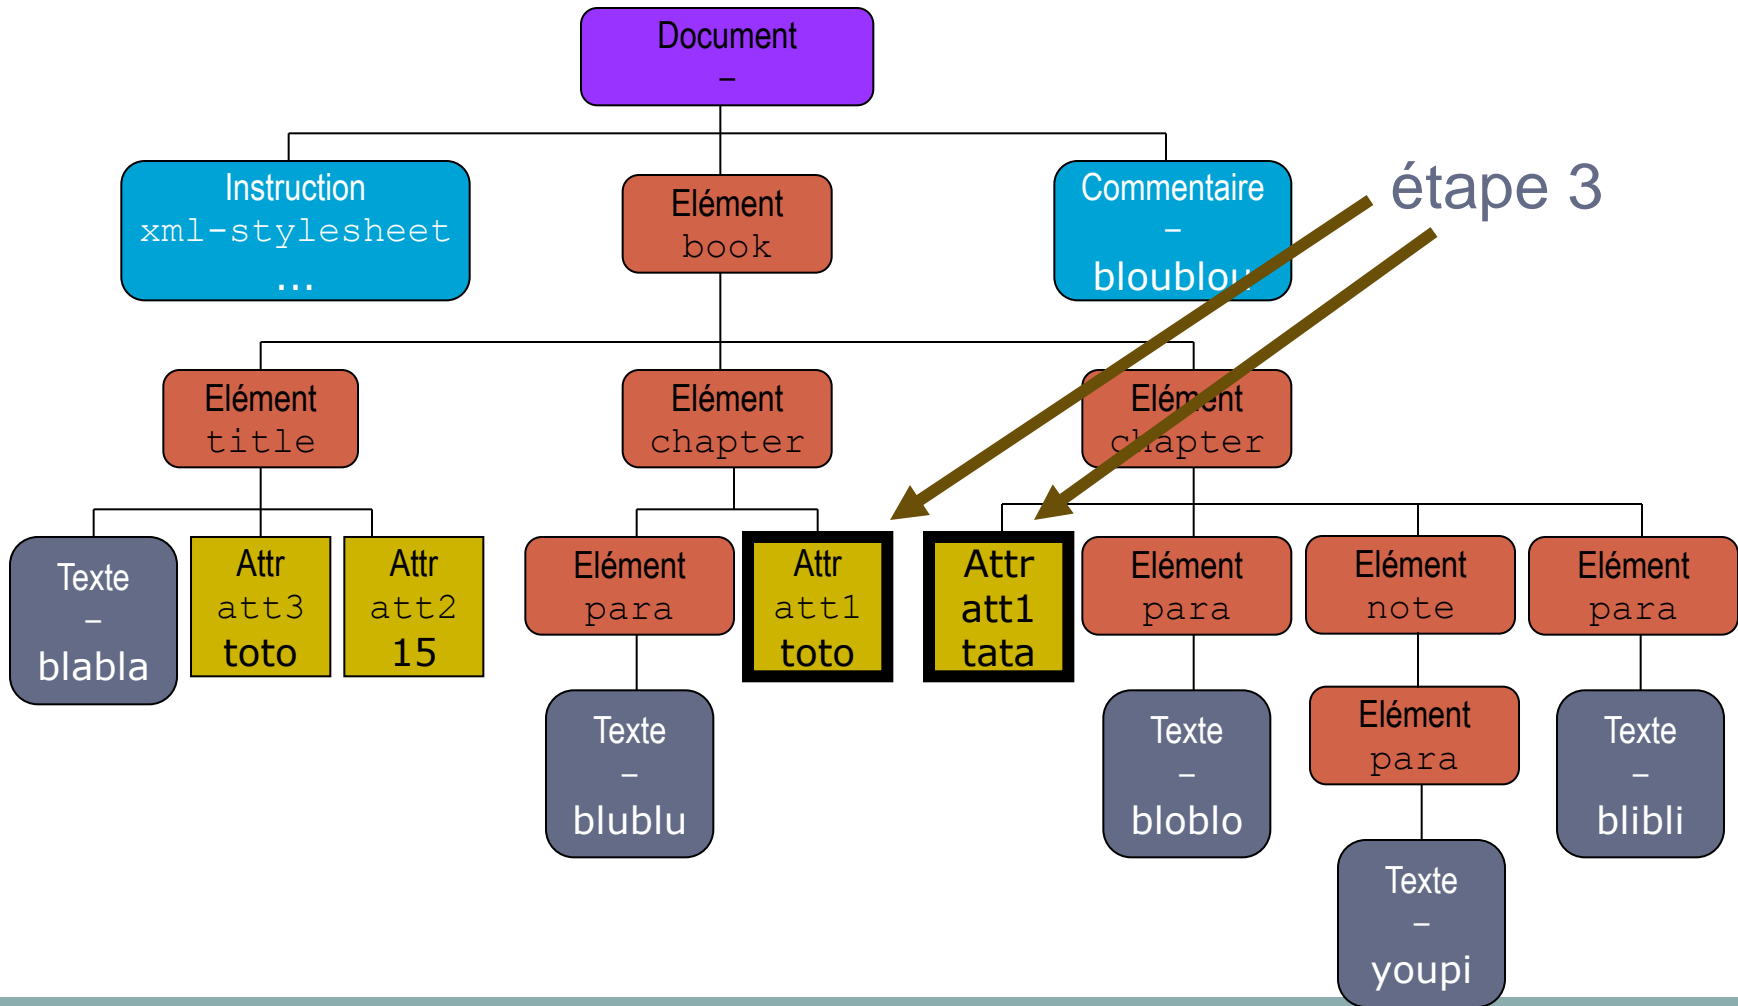 Document
–
Instruction
xml-stylesheet
...
Elément
book
Commentaire
–
bloublou
étape 3
Elément
title
Elément
chapter
Elément
chapter
Texte
–
blabla
Attr
att3
toto
Attr
att2
15
Elément
para
Attr
att1
toto
Attr
att1
tata
Elément
para
Elément
note
Elément
para
Texte
–
blublu
Texte
–
bloblo
Elément
para
Texte
–
blibli
Texte
–
youpi